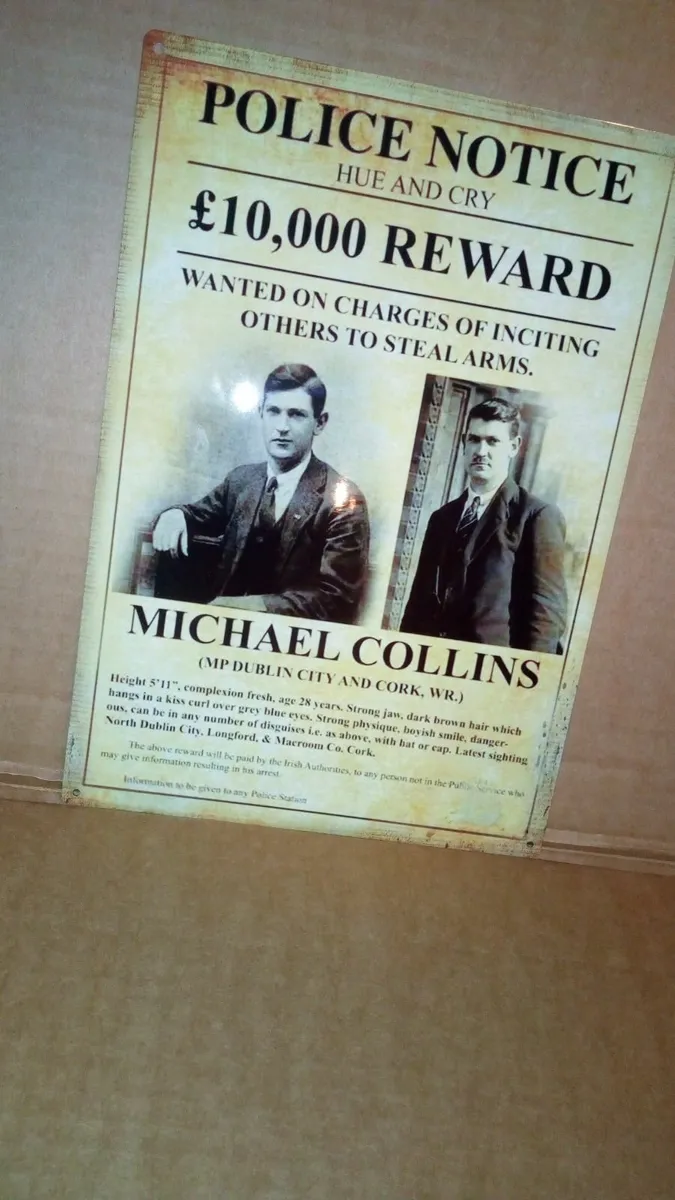 POLICE NOTICE
HUE AND CRY
£10,000 REWARD
WANTED ON CHARGES OF INCITING
OTHERS TO STEAL ARMS.
MICHAEL COLLINS
(MP DUBLIN CITY AND CORK, WR.)
Height 5'11", complexion fresh, age 28 years. Strong jaw, dark brown hair which
hangs in a kiss curl over grey blue eyes. Strong physique, boyish smile, danger-
ous, can be in any number of disguises i.e. as above, with hat or cap. Latest sighting
North Dublin City, Longford, & Macroom Co. Cork.
The above reward will be paid by the Irish Authorities, to any person not in the Public Service who
may give information resulting in his arrest.
Information to be given to any Police Station